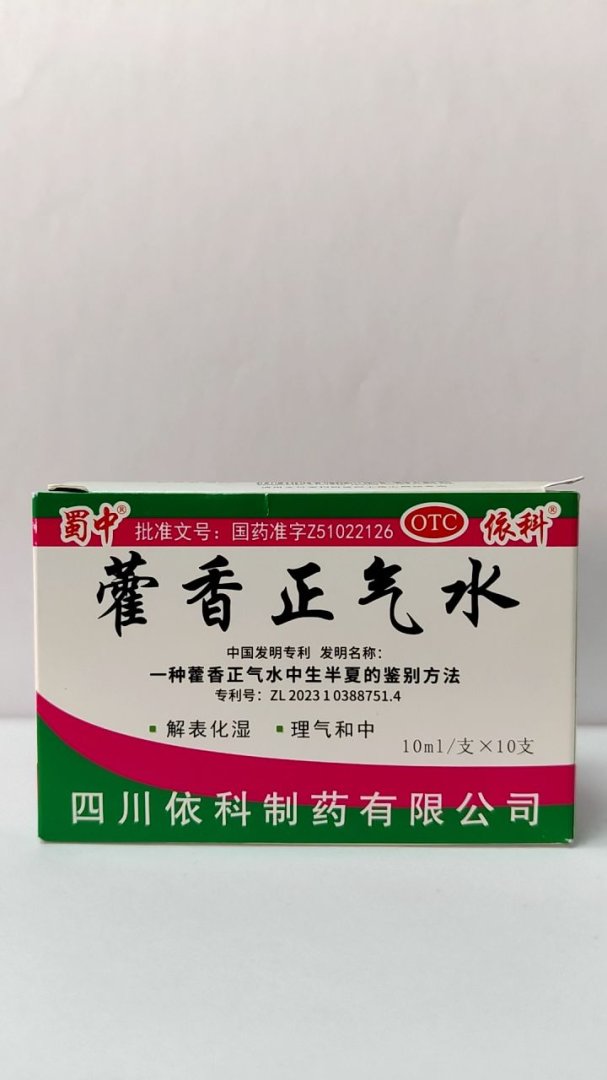 蜀中® 批准文号：国药准字Z51022126 OTC 依科®
藿香正气水
中国发明专利 发明名称：
一种藿香正气水中生半夏的鉴别方法
专利号：ZL 2023 1 0388751.4
▪ 解表化湿 ▪ 理气和中
10ml/支×10支
四川依科制药有限公司